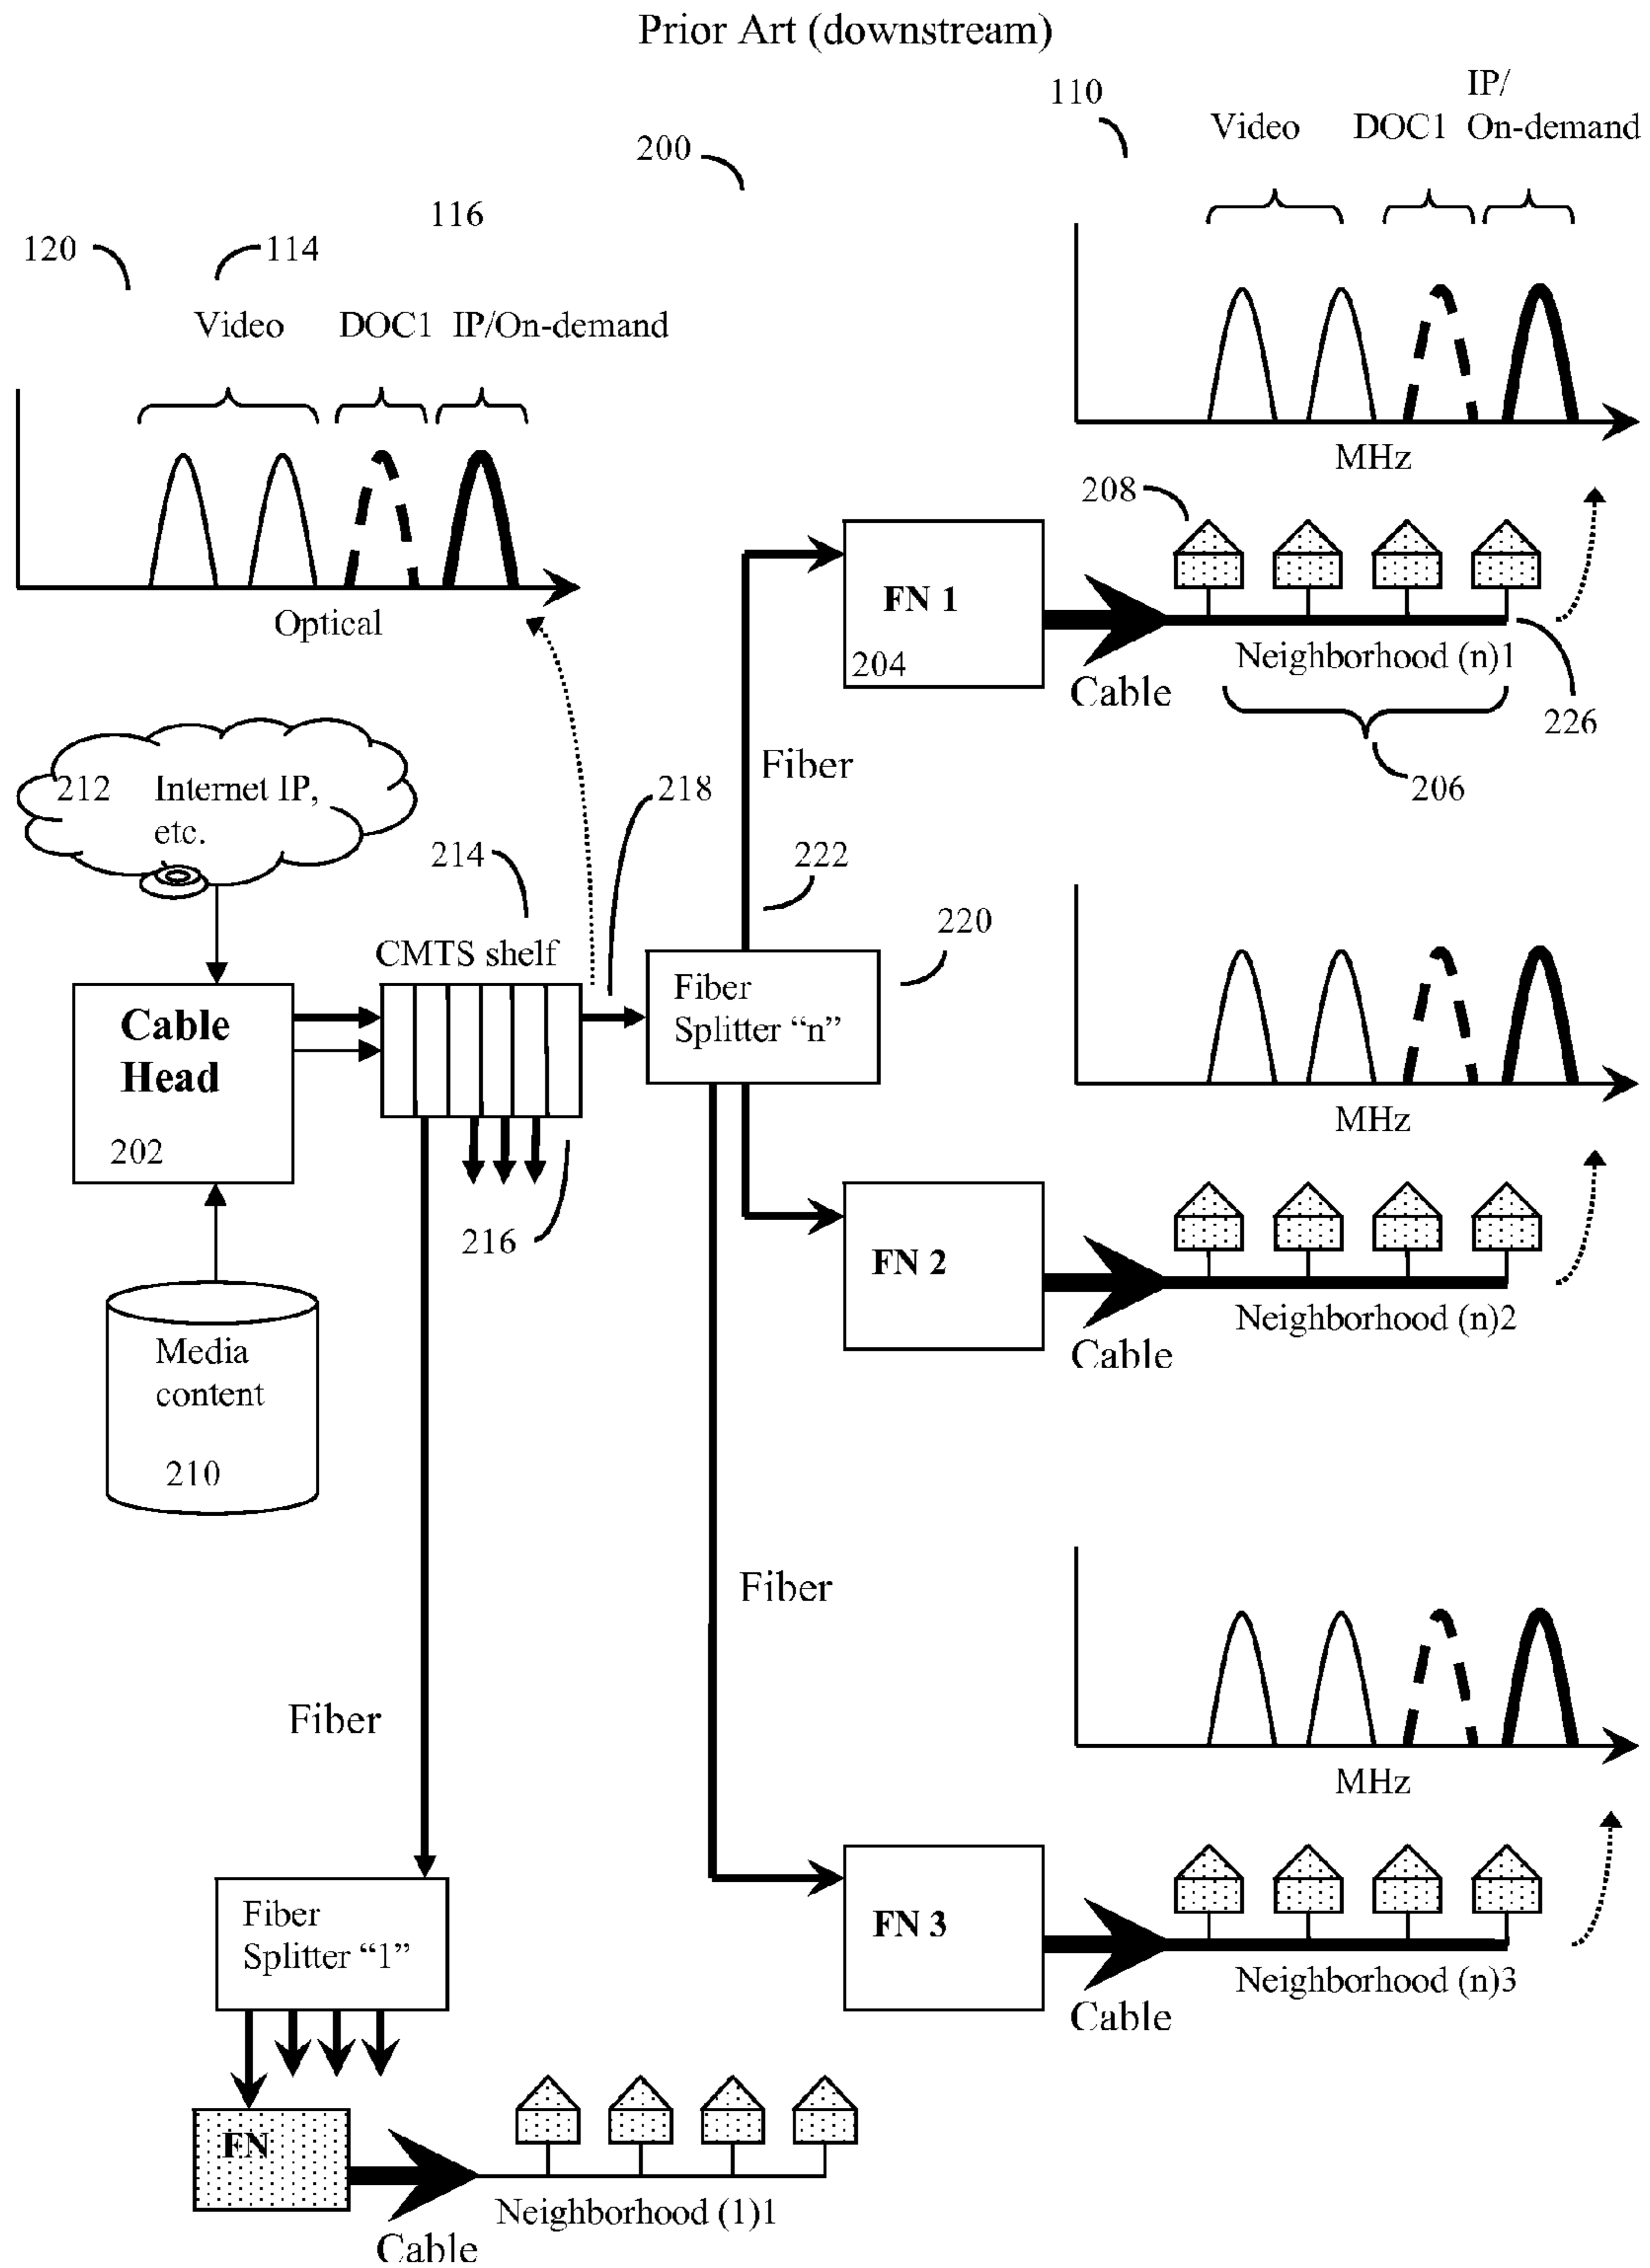 Prior Art (downstream)
110
IP/
Video DOC1 On-demand
200
116
120
114
Video DOC1 IP/On-demand
MHz
208
Optical
FN 1
204
Cable
Neighborhood (n)1
226
206
Fiber
212 Internet IP,
etc.
218
214
222
220
CMTS shelf
Fiber
Splitter “n”
Cable
Head
202
216
MHz
FN 2
Cable
Neighborhood (n)2
Media
content
210
Fiber
Fiber
MHz
Fiber
Splitter “1”
FN 3
Cable
Neighborhood (n)3
FN
Cable
Neighborhood (1)1